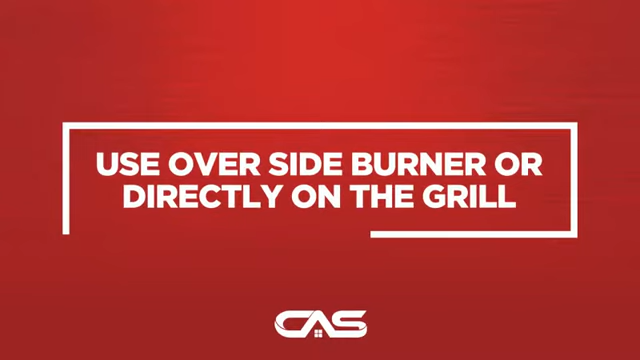 USE OVER SIDE BURNER OR
DIRECTLY ON THE GRILL
CAS